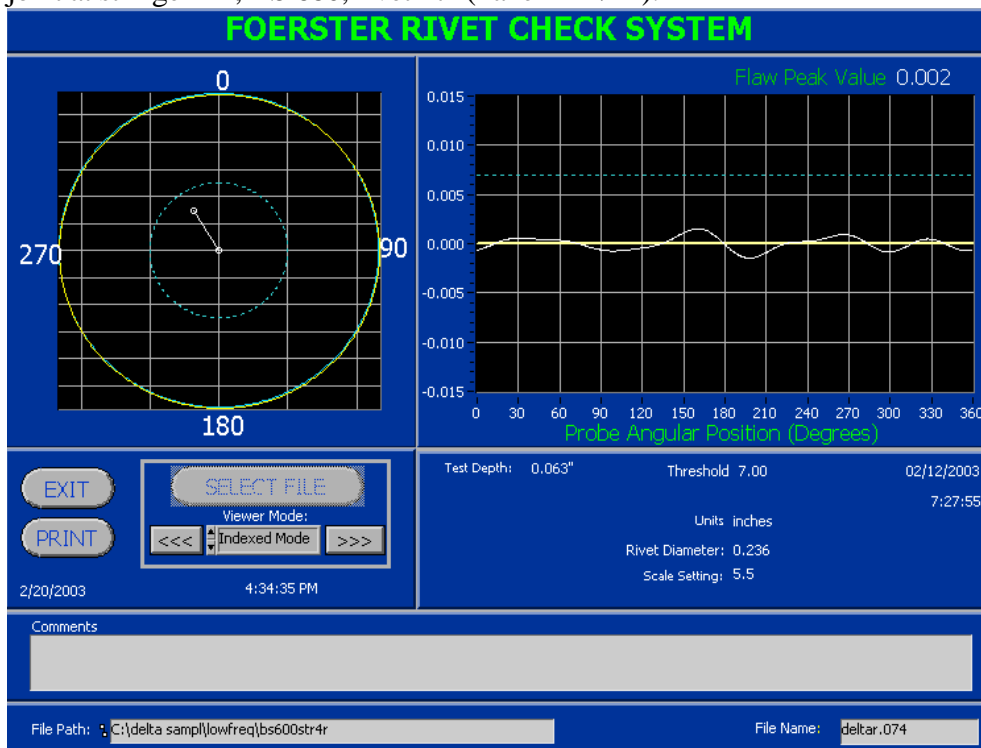 FOERSTER RIVET CHECK SYSTEM
0
270
90
180
Flaw Peak Value 0.002
0.015
0.010
0.005
0.000
-0.005
-0.010
-0.015
0 30 60 90 120 150 180 210 240 270 300 330 360
Probe Angular Position (Degrees)
EXIT
PRINT
SELECT FILE
Viewer Mode:
<<< Indexed Mode >>>
2/20/2003 4:34:35 PM
Test Depth: 0.063" Threshold 7.00 02/12/2003
7:27:55
Units inches
Rivet Diameter: 0.236
Scale Setting: 5.5
Comments
File Path: C:\delta sampl\lowfreq\bs600str4r
File Name: deltar.074